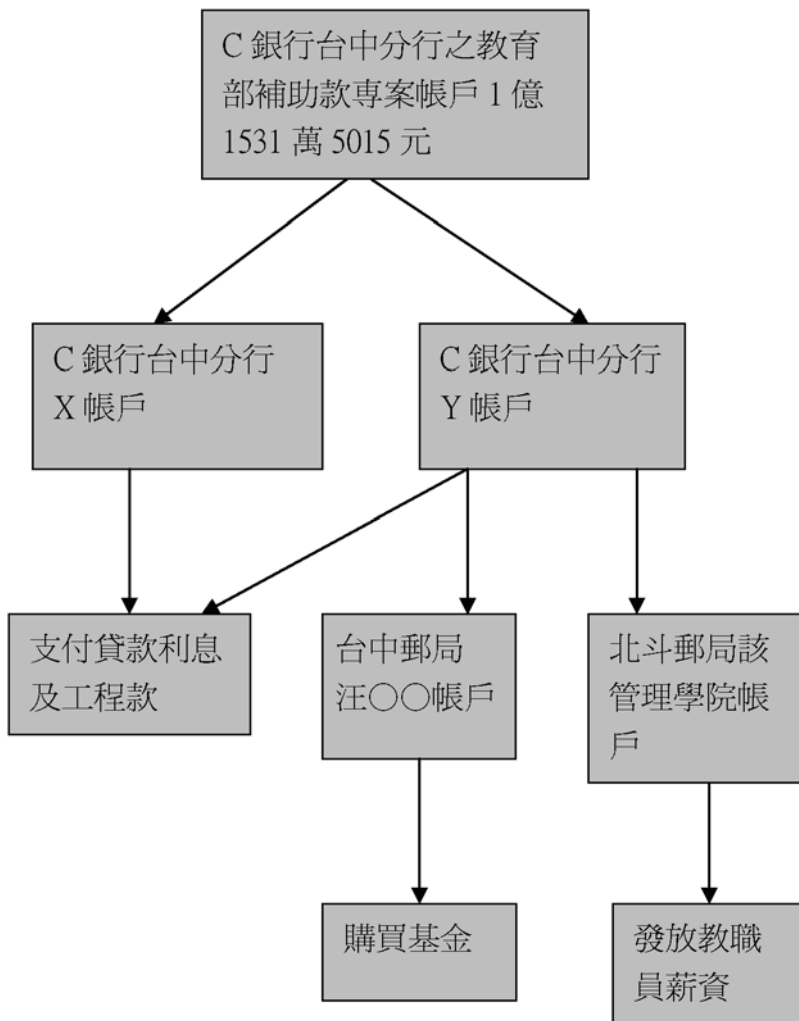 C 銀行台中分行之教育
部補助款專案帳戶 1 億
1531 萬 5015 元
C 銀行台中分行
X 帳戶
C 銀行台中分行
Y 帳戶
支付貸款利息
及工程款
台中郵局
汪○○帳戶
北斗郵局該
管理學院帳
戶
購買基金
發放教職
員薪資